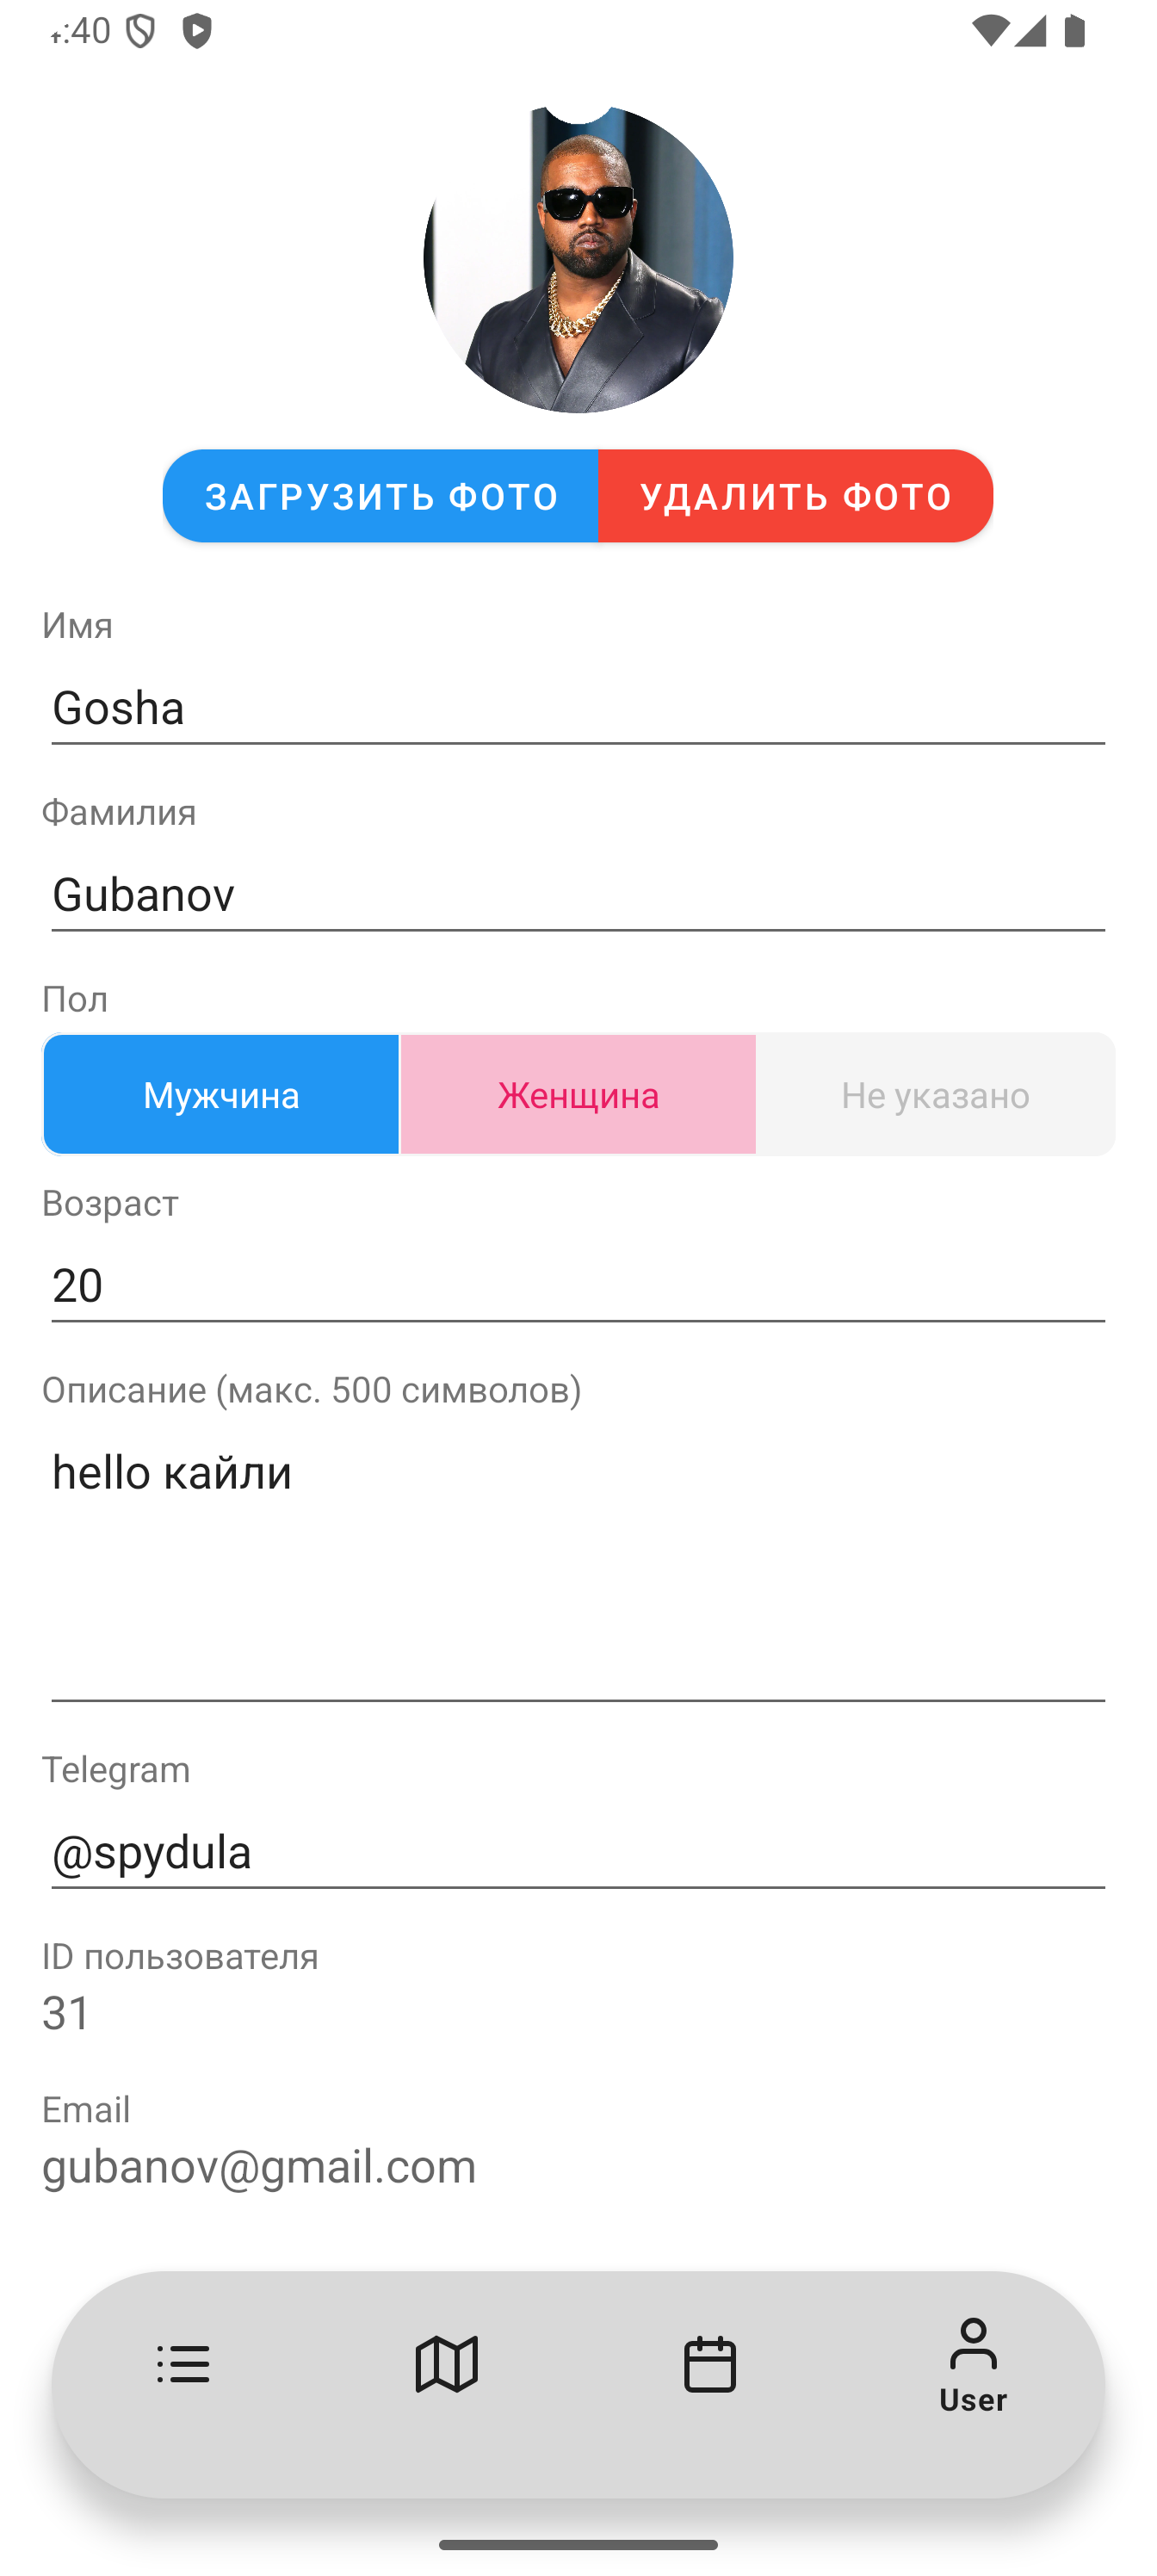 :40
ЗАГРУЗИТЬ ФОТО УДАЛИТЬ ФОТО
Имя
Gosha
Фамилия
Gubanov
Пол
Мужчина Женщина Не указано
Возраст
20
Описание (макс. 500 символов)
hello кайли
Telegram
@spydula
ID пользователя
31
Email
gubanov@gmail.com
User